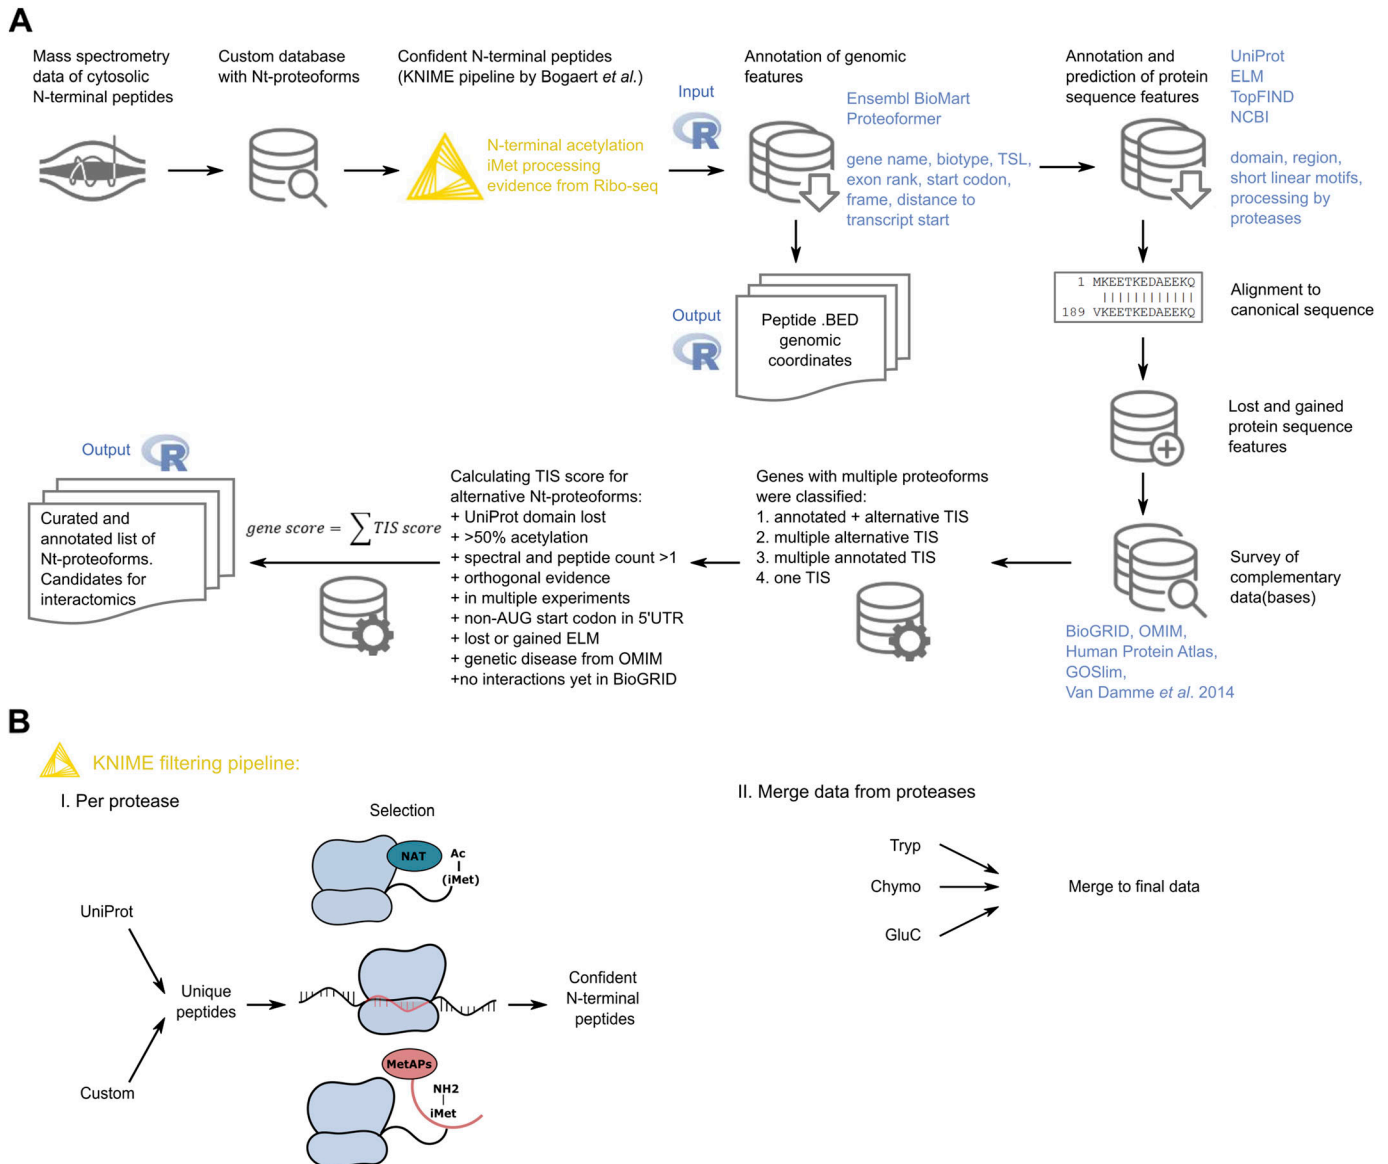 A
Mass spectrometry
data of cytosolic
N-terminal peptides
Custom database
with Nt-proteoforms
Confident N-terminal peptides
(KNIME pipeline by Bogaert et al.)
N-terminal acetylation
iMet processing
evidence from Ribo-seq
Input
R
Annotation of genomic
features
Ensembl BioMart
Proteoformer
gene name, biotype, TSL,
exon rank, start codon,
frame, distance to
transcript start
Annotation and
prediction of protein
sequence features
UniProt
ELM
TopFIND
NCBI
domain, region,
short linear motifs,
processing by
proteases
Output
R
Peptide .BED
genomic
coordinates
1 MKEETKEDAEEKQ
||||||||||||
189 VKEETKEDAEEKQ
Alignment to
canonical sequence
Lost and gained
protein sequence
features
Survey of
complementary
data(bases)
BioGRID, OMIM,
Human Protein Atlas,
GOSlim,
Van Damme et al. 2014
Genes with multiple proteoforms
were classified:
1. annotated + alternative TIS
2. multiple alternative TIS
3. multiple annotated TIS
4. one TIS
Calculating TIS score for
alternative Nt-proteoforms:
+ UniProt domain lost
+ >50% acetylation
+ spectral and peptide count >1
+ orthogonal evidence
+ in multiple experiments
+ non-AUG start codon in 5'UTR
+ lost or gained ELM
+ genetic disease from OMIM
+no interactions yet in BioGRID
gene score = ∑ TIS score
Output
R
Curated and
annotated list of
Nt-proteoforms.
Candidates for
interactomics
B
KNIME filtering pipeline:
I. Per protease
Selection
UniProt
Custom
Unique
peptides
NAT
Ac
(iMet)
MetAPs
NH2
iMet
Confident
N-terminal
peptides
II. Merge data from proteases
Tryp
Chymo
GluC
Merge to final data